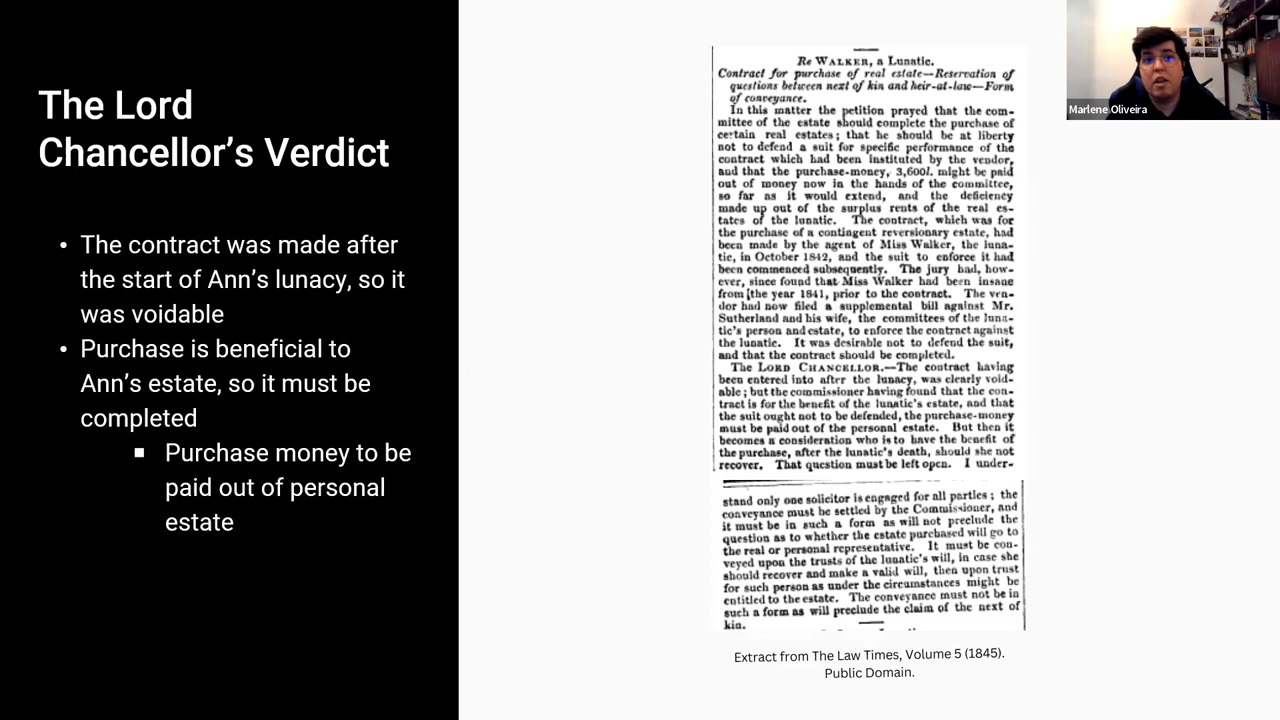 The Lord
Chancellor's Verdict
• The contract was made after
the start of Ann's lunacy, so it
was voidable
• Purchase is beneficial to
Ann's estate, so it must be
completed
▪ Purchase money to be
paid out of personal
estate
Re WALKER, a Lunatic.
Contract for purchase of real estate—Reservation of
questions between next of kin and heir-at-law—Form
of conveyance.
In this matter the petition prayed that the com-
mittee of the estate should complete the purchase of
certain real estates; that he should be at liberty
not to defend a suit for specific performance of the
contract which had been instituted by the vendor,
and that the purchase-money, 3,600l. might be paid
out of money now in the hands of the committee,
so far as it would extend, and the deficiency
made up out of the surplus rents of the real es-
tates of the lunatic. The contract, which was for
the purchase of a contingent reversionary estate, had
been made by the agent of Miss Walker, the luna-
tic, in October 1842, and the suit to enforce it had
been commenced subsequently. The jury had, how-
ever, since found that Miss Walker had been insane
from the year 1841, prior to the contract. The ven-
dor had now filed a supplemental bill against Mr.
Sutherland and his wife, the committees of the luna-
tic's person and estate, to enforce the contract against
the lunatic. It was desirable not to defend the suit,
and that the contract should be completed.
The LORD CHANCELLOR.—The contract having
been entered into after the lunacy, was clearly void-
able; but the commissioner having found that the con-
tract is for the benefit of the lunatic's estate, and that
the suit ought not to be defended, the purchase-money
must be paid out of the personal estate. But then it
becomes a consideration who is to have the benefit of
the purchase, after the lunatic's death, should she not
recover. That question must be left open. I under-
stand only one solicitor is engaged for all parties; the
conveyance must be settled by the Commissioner, and
it must be in such a form as will not preclude the
question as to whether the estate purchased will go to
the real or personal representative. It must be con-
veyed upon the trusts of the lunatic's will, in case she
should recover and make a valid will, then upon trust
for such person as under the circumstances might be
entitled to the estate. The conveyance must not be in
such a form as will preclude the claim of the next of
kin.
Extract from The Law Times, Volume 5 (1845).
Public Domain.
Marlene Oliveira